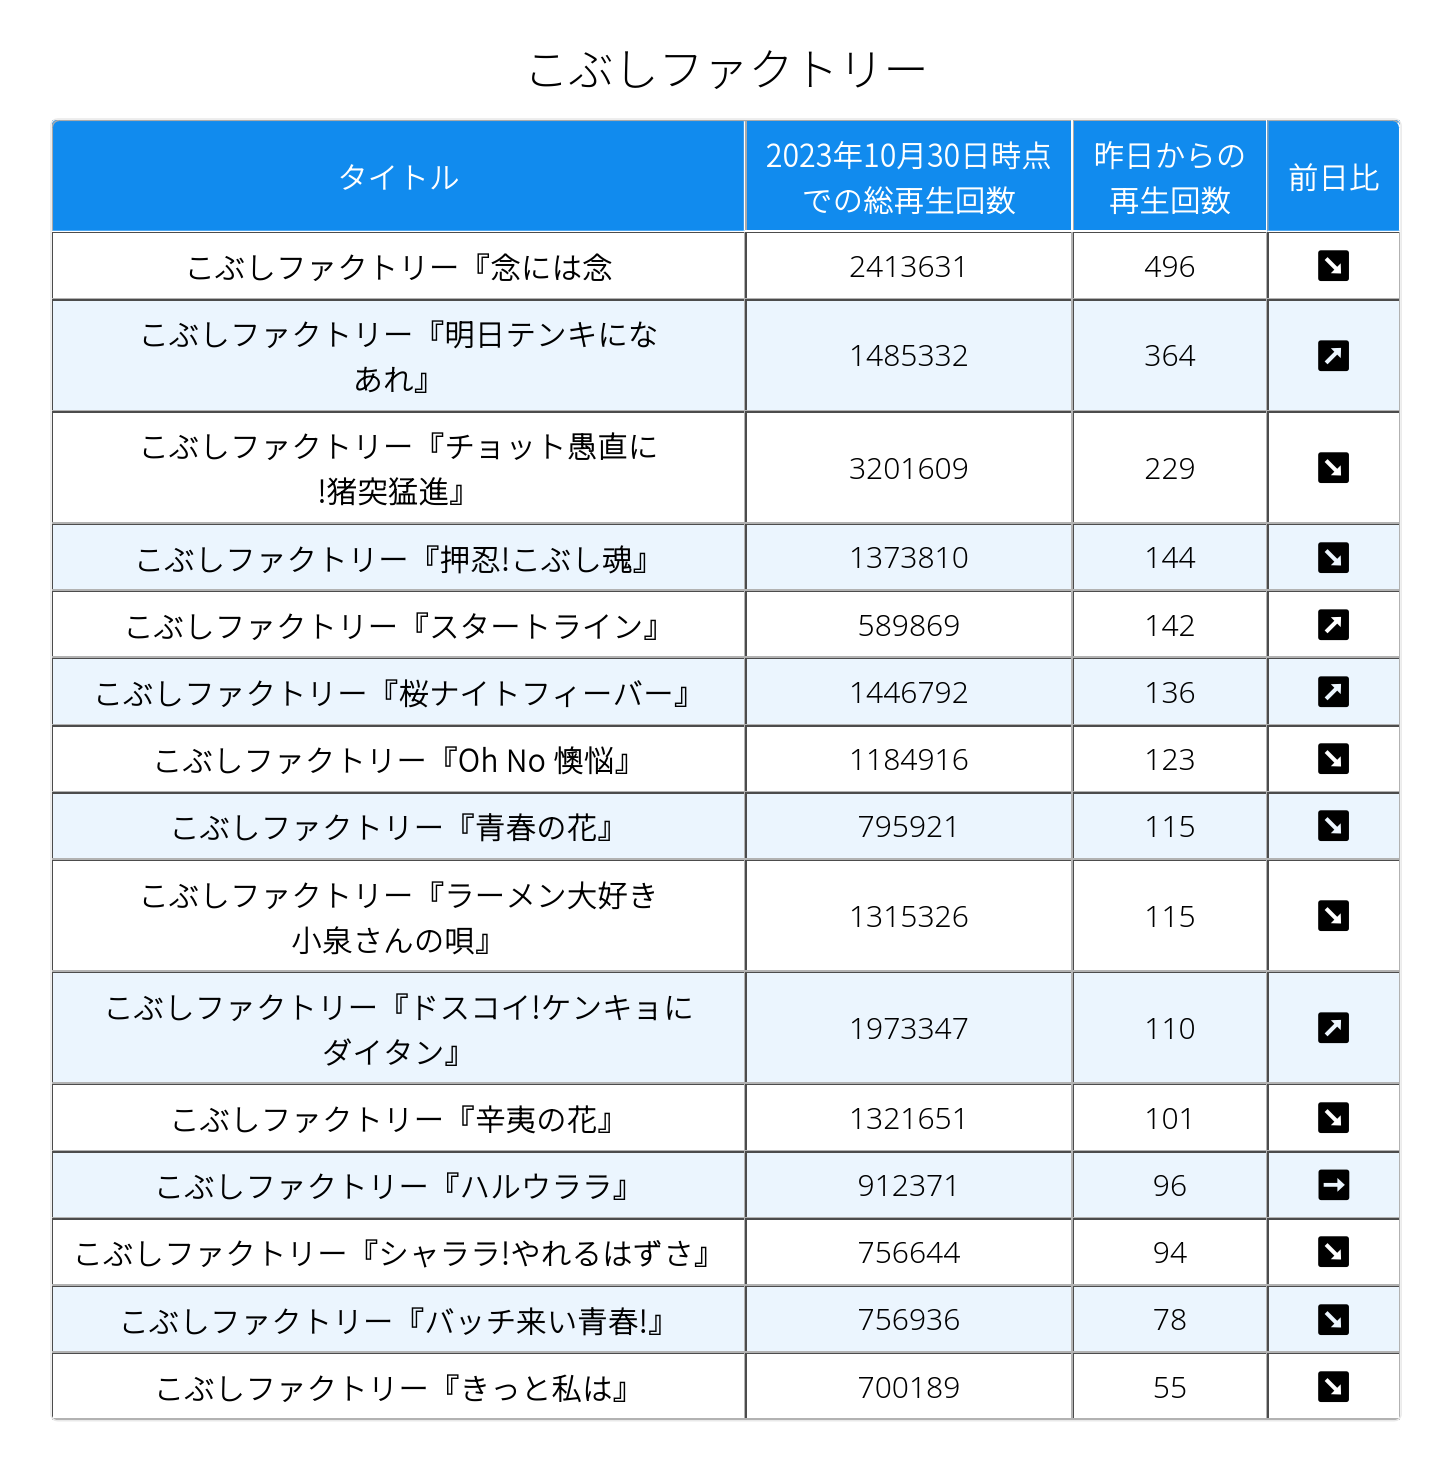 こぶしファクトリー
タイトル
2023年10月30日時点
での総再生回数
昨日からの
再生回数
前日比
こぶしファクトリー『念には念 2413631 496 ↘
こぶしファクトリー『明日テンキにな
あれ』 1485332 364 ↗
こぶしファクトリー『チョット愚直に
!猪突猛進』 3201609 229 ↘
こぶしファクトリー『押忍!こぶし魂』 1373810 144 ↘
こぶしファクトリー『スタートライン』 589869 142 ↗
こぶしファクトリー『桜ナイトフィーバー』 1446792 136 ↗
こぶしファクトリー『Oh No 懊悩』 1184916 123 ↘
こぶしファクトリー『青春の花』 795921 115 ↘
こぶしファクトリー『ラーメン大好き
小泉さんの唄』 1315326 115 ↘
こぶしファクトリー『ドスコイ!ケンキョに
ダイタン』 1973347 110 ↗
こぶしファクトリー『辛夷の花』 1321651 101 ↘
こぶしファクトリー『ハルウララ』 912371 96 →
こぶしファクトリー『シャララ!やれるはずさ』 756644 94 ↘
こぶしファクトリー『バッチ来い青春!』 756936 78 ↘
こぶしファクトリー『きっと私は』 700189 55 ↘